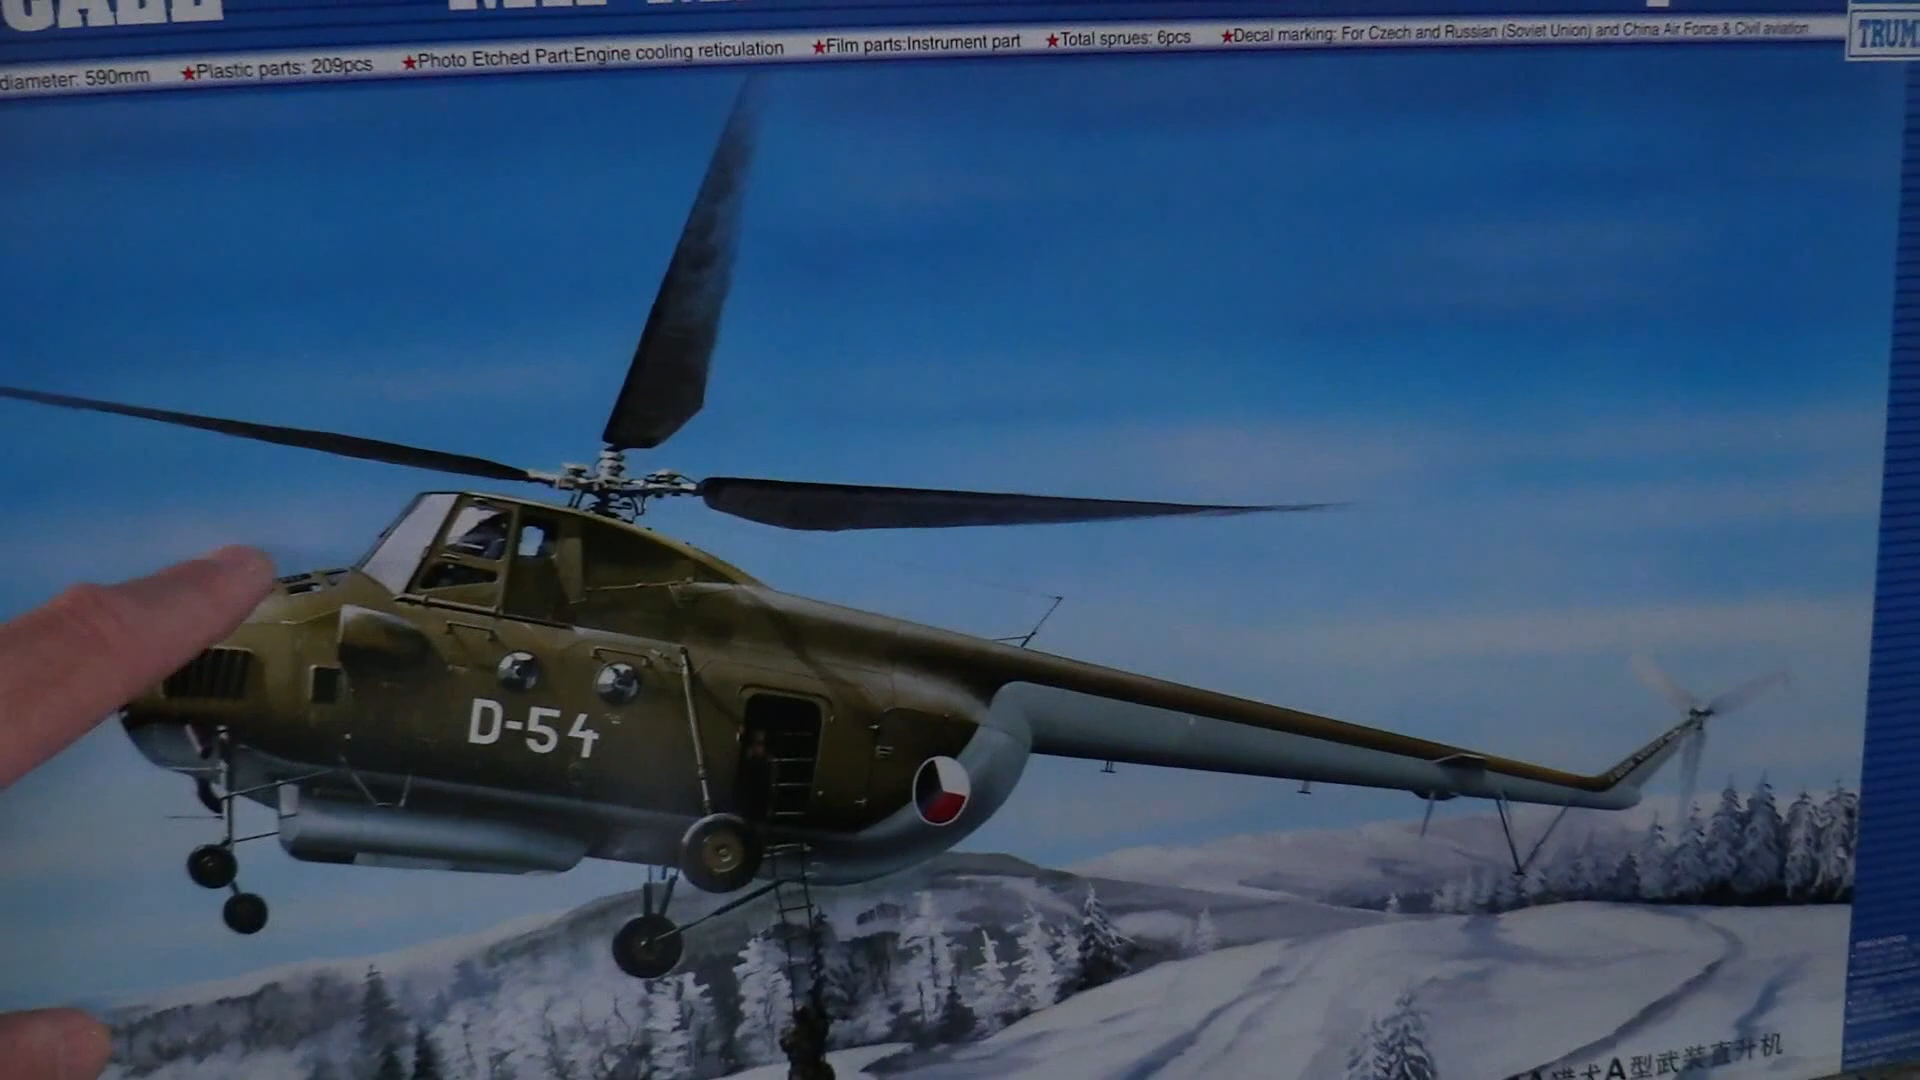 diameter: 590mm ★Plastic parts: 209pcs ★Photo Etched Part:Engine cooling reticulation ★Film parts:Instrument part ★Total sprues: 6pcs ★Decal marking: For Czech and Russian (Soviet Union) and China Air Force & Civil aviation
TRUM
D-54
犬A型武装直升机